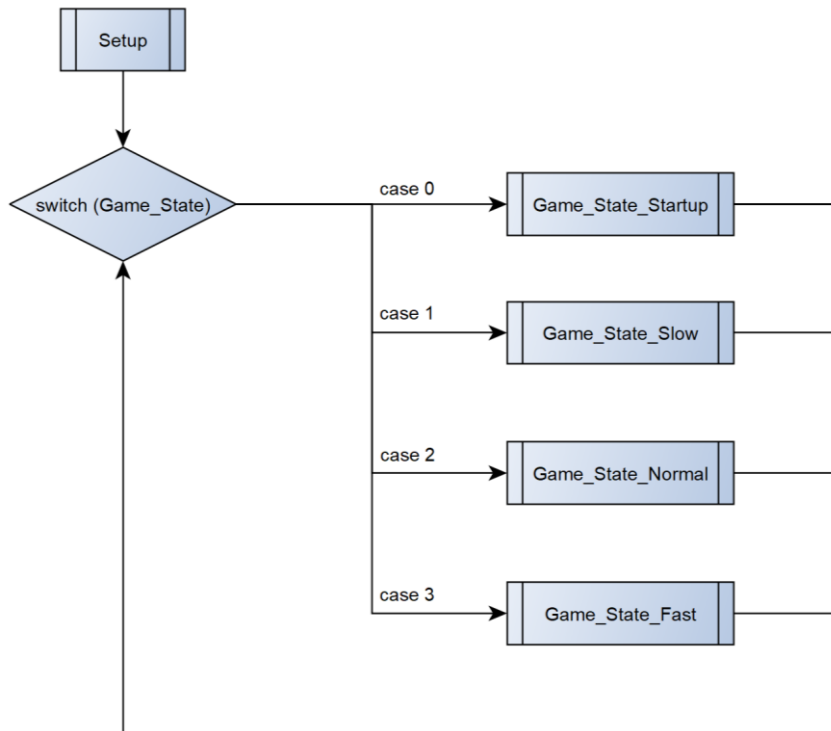 Setup
switch (Game_State)
case 0
Game_State_Startup
case 1
Game_State_Slow
case 2
Game_State_Normal
case 3
Game_State_Fast